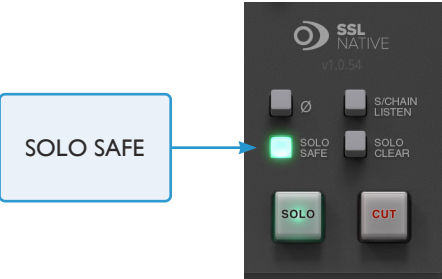 SSL
NATIVE
v1.0.54
Ø
S/CHAIN
LISTEN
SOLO SAFE
SOLO
SAFE
SOLO
CLEAR
SOLO
CUT